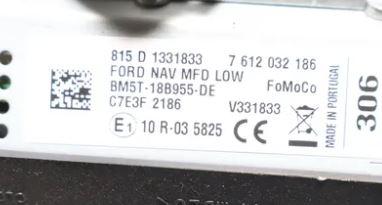 815 D 1331833 7 612 032 186
FORD NAV MFD LOW FoMoCo
BM5T-18B955-DE
C7E3F 2186 V331833
E1 10 R-03 5825 CE
MADE IN PORTUGAL
306